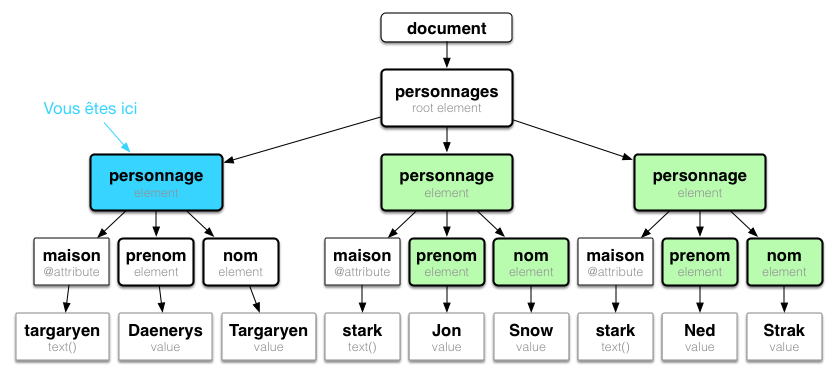 document
personnages
root element
Vous êtes ici
personnage
element
personnage
element
personnage
element
maison
@attribute
prenom
element
nom
element
maison
@attribute
prenom
element
nom
element
maison
@attribute
prenom
element
nom
element
targaryen
text()
Daenerys
value
Targaryen
value
stark
text()
Jon
value
Snow
value
stark
text()
Ned
value
Strak
value